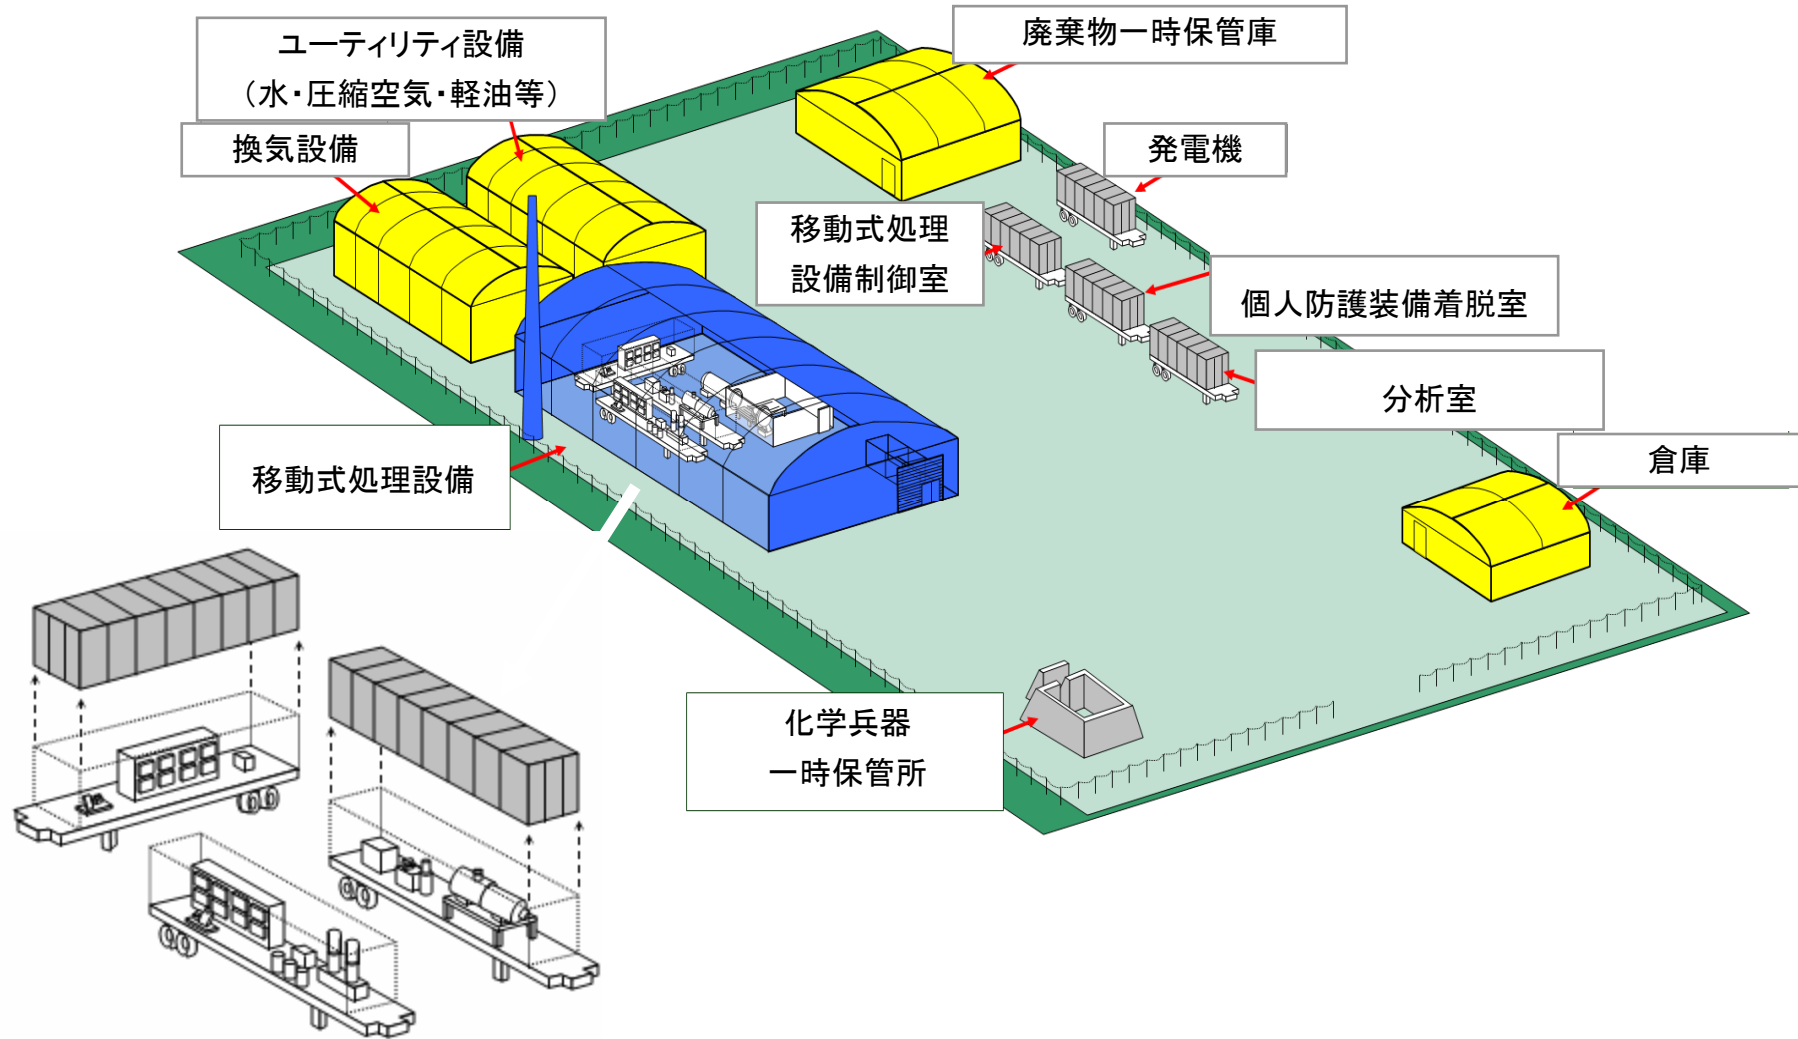 ユーティリティ設備
（水・圧縮空気・軽油等）
換気設備
廃棄物一時保管庫
発電機
移動式処理
設備制御室
個人防護装備着脱室
分析室
倉庫
移動式処理設備
化学兵器
一時保管所